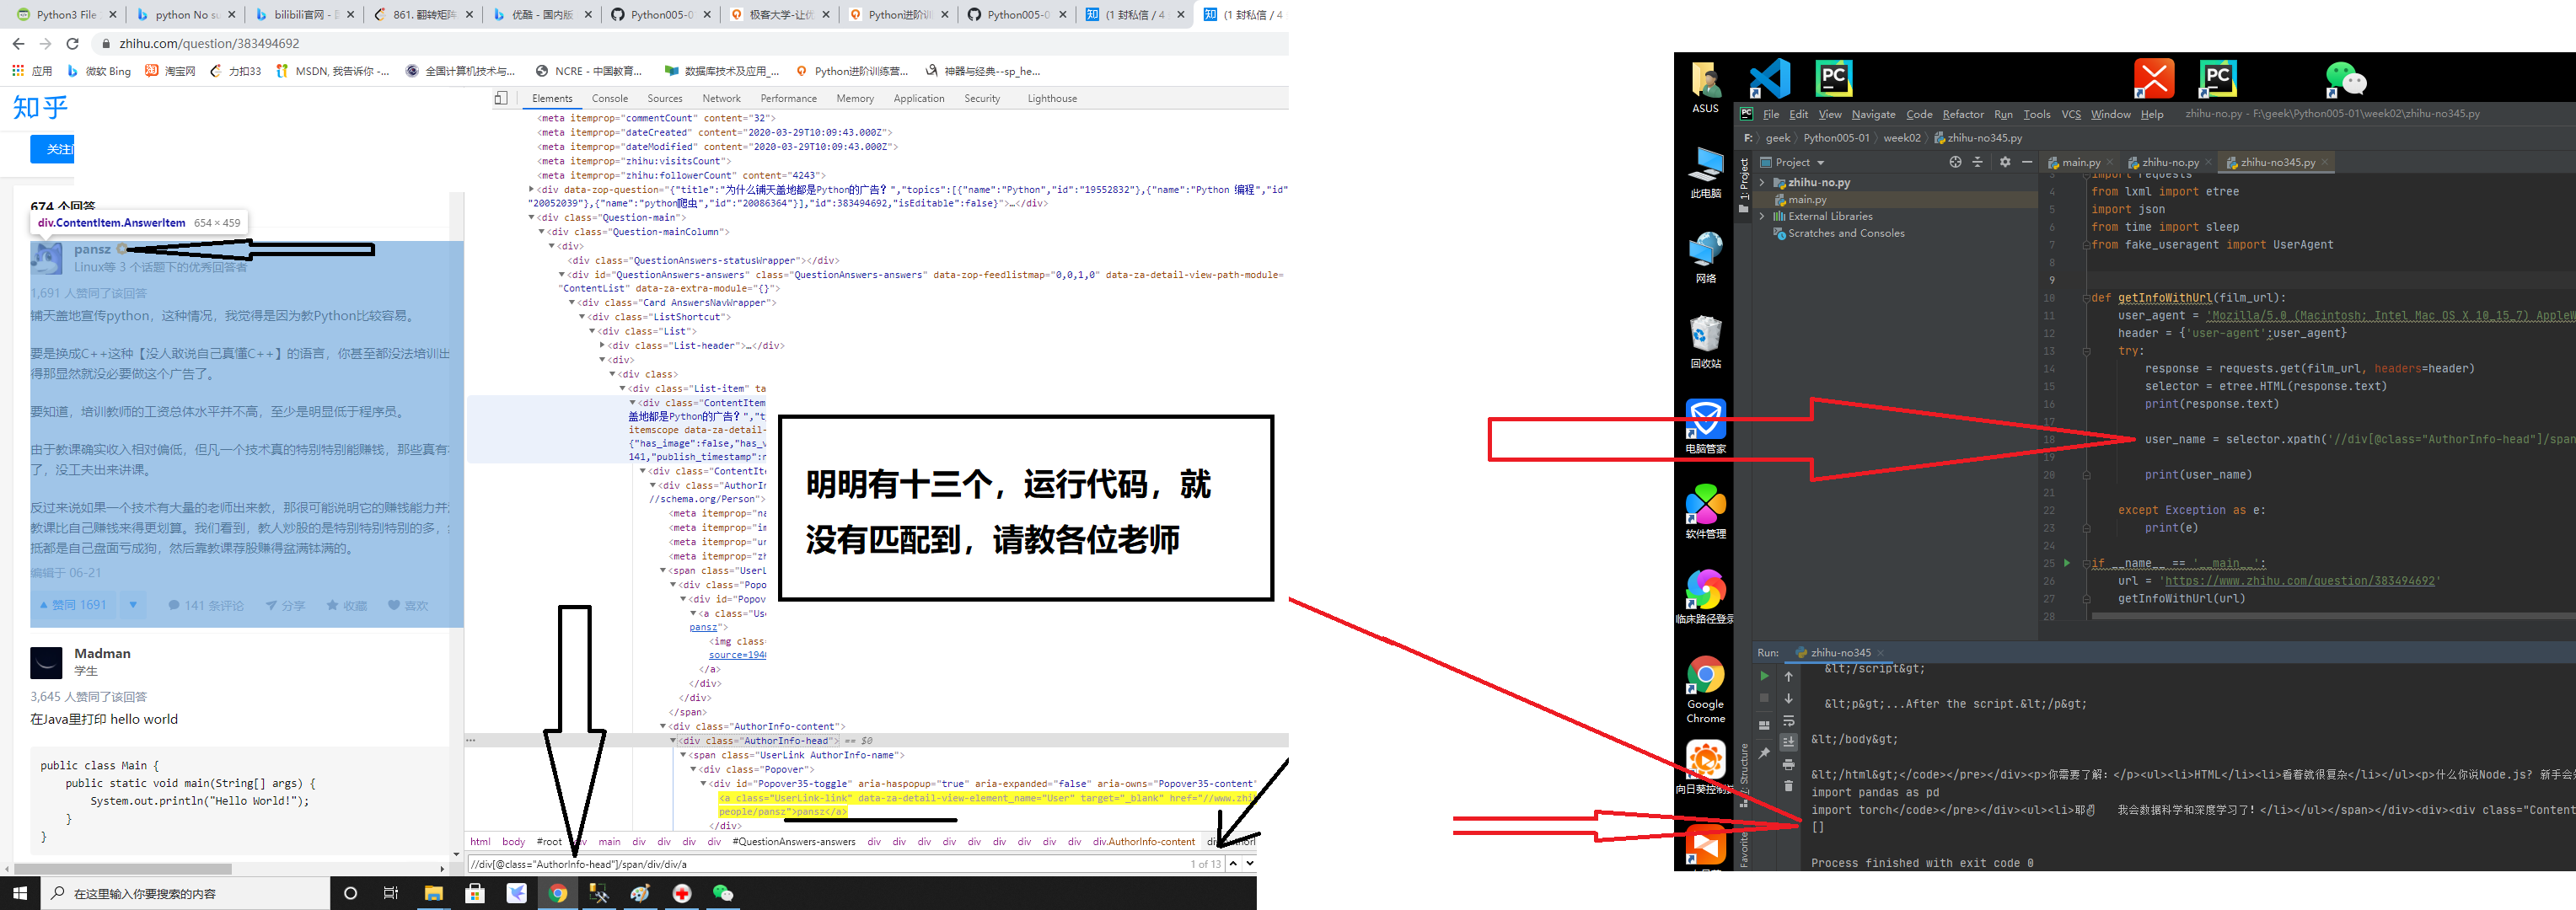 Python3 File
python No su
bilibili官网 -
861. 翻转矩阵
优酷 - 国内版
Python005-0
极客大学-让优
Python进阶训
Python005-0
(1 封私信 / 4
(1 封私信 / 4
zhihu.com/question/383494692
应用
微软 Bing
淘宝网
力扣33
MSDN, 我告诉你 -...
全国计算机技术与...
NCRE - 中国教育...
数据库技术及应用_...
Python进阶训练营...
神器与经典--sp_he...
知乎
关注
674 个回答
div.ContentItem.AnswerItem 654 × 459
pansz
Linux等 3 个话题下的优秀回答者
1,691 人赞同了该回答
铺天盖地宣传python，这种情况，我觉得是因为教Python比较容易。
要是换成C++这种【没人敢说自己真懂C++】的语言，你甚至都没法培训出
得那显然就没必要做这个广告了。
要知道，培训教师的工资总体水平并不高，至少是明显低于程序员。
由于教课确实收入相对偏低，但凡一个技术真的特别特别能赚钱，那些真有
了，没工夫出来讲课。
反过来说如果一个技术有大量的老师出来教，那很可能说明它的赚钱能力并
教课比自己赚钱来得更划算。我们看到，教人炒股的是特别特别特别的多，
抵都是自己盘面亏成狗，然后靠教课荐股赚得盆满钵满的。
编辑于 06-21
赞同 1691
141 条评论
分享
收藏
喜欢
Madman
学生
3,645 人赞同了该回答
在Java里打印 hello world
public class Main {
public static void main(String[] args) {
System.out.println("Hello World!");
}
}
Elements Console Sources Network Performance Memory Application Security Lighthouse
<meta itemprop="commentCount" content="32">
<meta itemprop="dateCreated" content="2020-03-29T10:09:43.000Z">
<meta itemprop="dateModified" content="2020-03-29T10:09:43.000Z">
<meta itemprop="zhihu:visitsCount">
<meta itemprop="zhihu:followerCount" content="4243">
<div data-zop-question="{"title":"为什么铺天盖地都是Python的广告？","topics":[{"name":"Python","id":"19552832"},{"name":"Python 编程","id"
"20052039"},{"name":"python爬虫","id":"20086364"}],"id":383494692,"isEditable":false}">…</div>
<div class="Question-main">
<div class="Question-mainColumn">
<div>
<div class="QuestionAnswers-statusWrapper"></div>
<div id="QuestionAnswers-answers" class="QuestionAnswers-answers" data-zop-feedlistmap="0,0,1,0" data-za-detail-view-path-module=
"ContentList" data-za-extra-module="{}">
<div class="Card AnswersNavWrapper">
<div class="ListShortcut">
<div class="List">
<div class="List-header">…</div>
<div>
<div class>
<div class="List-item" ta
<div class="ContentItem
盖地都是Python的广告？","t
itemscope data-za-detail-
{"has_image":false,"has_v
141,"publish_timestamp":n
<div class="ContentIte
<div class="AuthorIn
//schema.org/Person">
<meta itemprop="na
<meta itemprop="im
<meta itemprop="ur
<meta itemprop="zh
<span class="UserL
<div class="Popo
<div id="Popov
<a class="Use
pansz">
<img clas
source=1940
</a>
</div>
</div>
</span>
<div class="AuthorInfo-content">
<div class="AuthorInfo-head"> == $0
<span class="UserLink AuthorInfo-name">
<div class="Popover">
<div id="Popover35-toggle" aria-haspopup="true" aria-expanded="false" aria-owns="Popover35-content"
<a class="UserLink-link" data-za-detail-view-element_name="User" target="_blank" href="//www.zhi
people/pansz">pansz</a>
</div>
html body #root div main div div div #QuestionAnswers-answers div div div div div div div div div div.AuthorInfo-content
//div[@class="AuthorInfo-head"]/span/div/div/a
1 of 13
明明有十三个，运行代码，就
没有匹配到，请教各位老师
在这里输入你要搜索的内容
ASUS
此电脑
网络
回收站
电脑管家
软件管理
临床路径登录
Google
Chrome
向日葵控制
File Edit View Navigate Code Refactor Run Tools VCS Window Help
zhihu-no.py - F:\geek\Python005-01\week02\zhihu-no345.py
F: geek Python005-01 week02 zhihu-no345.py
Project
1: Project
main.py
zhihu-no.py
zhihu-no345.py
zhihu-no.py
main.py
External Libraries
Scratches and Consoles
3 import requests
4 from lxml import etree
5 import json
6 from time import sleep
7 from fake_useragent import UserAgent
8
9
10 def getInfoWithUrl(film_url):
11 user_agent = 'Mozilla/5.0 (Macintosh; Intel Mac OS X 10_15_7) AppleW
12 header = {'user-agent':user_agent}
13 try:
14 response = requests.get(film_url, headers=header)
15 selector = etree.HTML(response.text)
16 print(response.text)
17
18 user_name = selector.xpath('//div[@class="AuthorInfo-head"]/span
19
20 print(user_name)
21
22 except Exception as e:
23 print(e)
24
25 if __name__ == '__main__':
26 url = 'https://www.zhihu.com/question/383494692'
27 getInfoWithUrl(url)
28
Run: zhihu-no345
&lt;/script&gt;
&lt;p&gt;...After the script.&lt;/p&gt;
&lt;/body&gt;
&lt;/html&gt;</code></pre></div><p>你需要了解：</p><ul><li>HTML</li><li>看着就很复杂</li></ul><p>什么你说Node.js? 新手会
import pandas as pd
import torch</code></pre></div><ul><li>耶✌ 我会数据科学和深度学习了！</li></ul></span></div><div><div class="Conten
[]
Process finished with exit code 0
Structure
Favorite